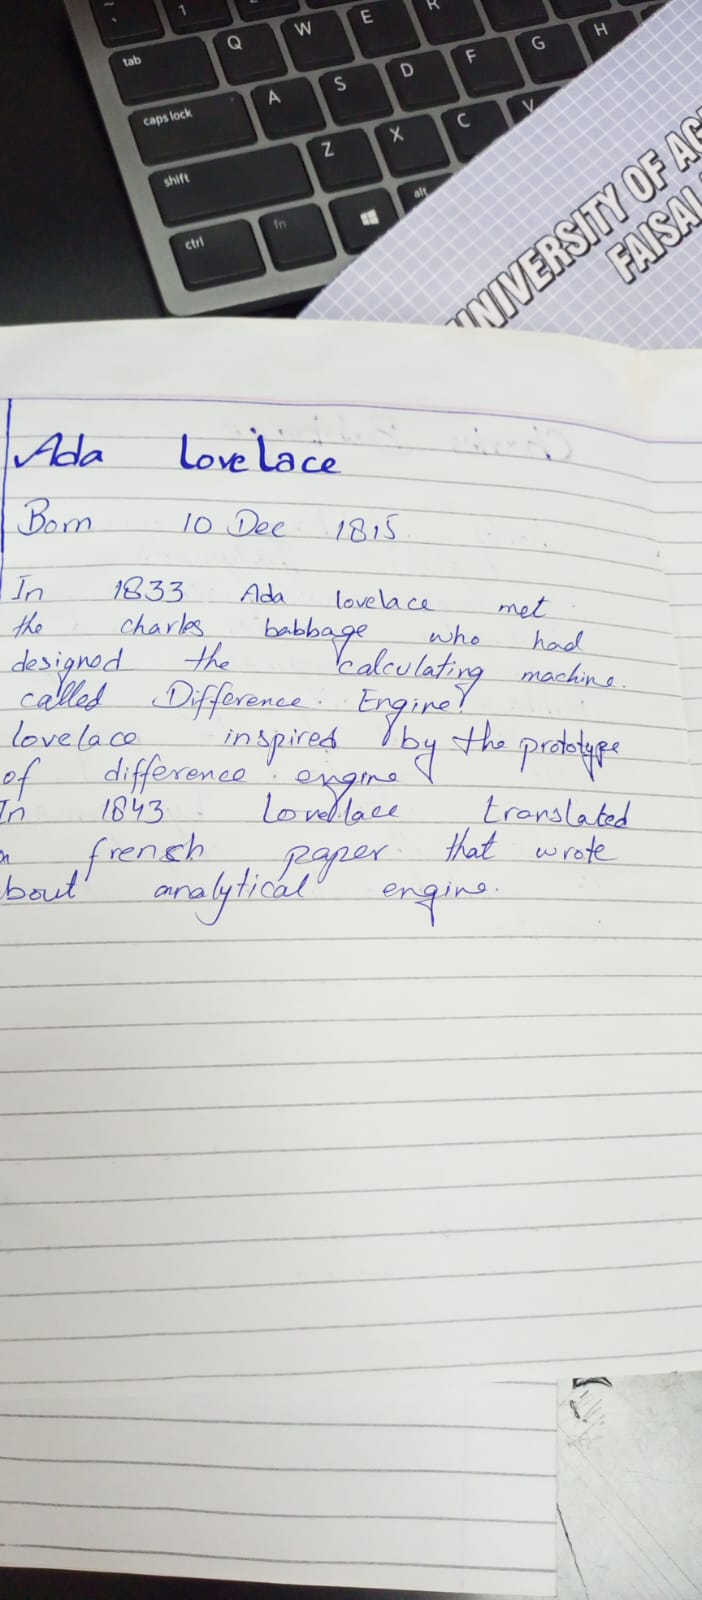 ~
`
1
tab
Q
W
E
R
caps lock
A
S
D
F
G
H
shift
Z
X
C
V
ctrl
fn
alt
UNIVERSITY OF AG
FAISAL
Ada Lovelace
Born 10 Dec 1815
In 1833 Ada lovelace met
the charles babbage who had
designed the calculating machine.
called Difference Engine!
lovelace inspired by the prototype
of difference engine
In 1843 Lovellace translated
french paper that wrote
bout analytical engine.